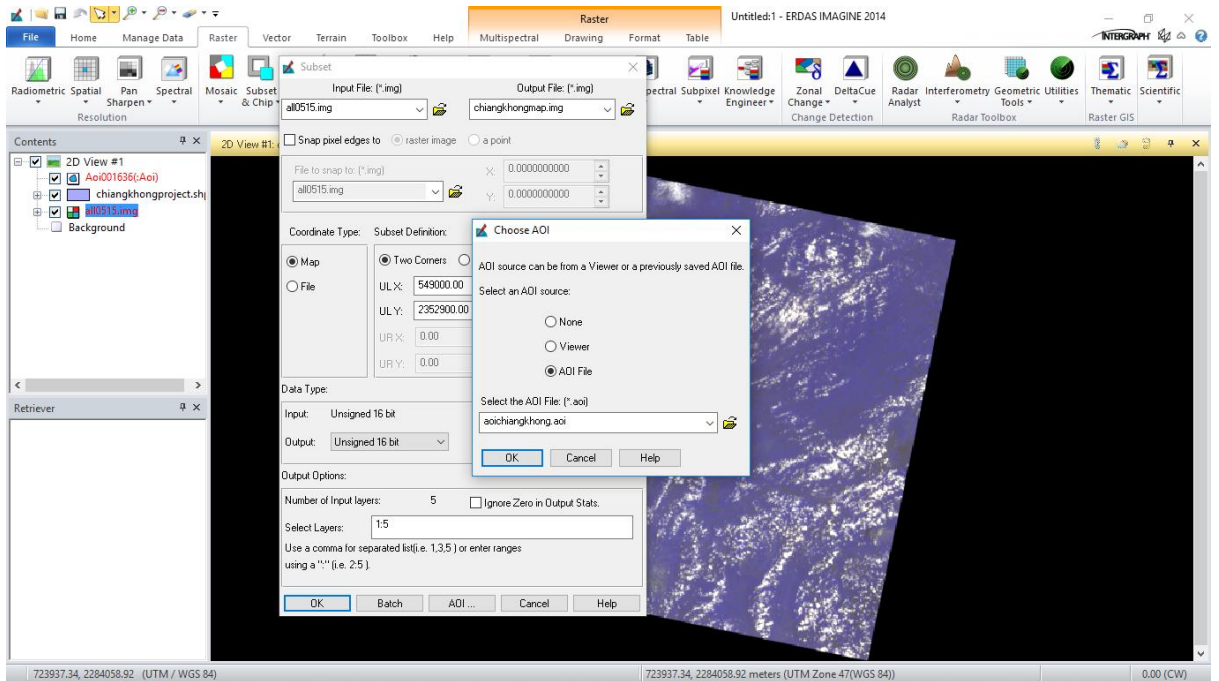 Raster
Untitled:1 - ERDAS IMAGINE 2014
File Home Manage Data Raster Vector Terrain Toolbox Help Multispectral Drawing Format Table
INTERGRAPH
Radiometric Spatial Pan Sharpen Spectral
Resolution
Mosaic Subset & Chip
Subpixel Knowledge Engineer
Zonal Change DeltaCue
Change Detection
Radar Analyst Interferometry Geometric Tools Utilities
Radar Toolbox
Thematic Scientific
Raster GIS
Contents
2D View #1
Aoi001636(:Aoi)
chiangkhongproject.shp
all0515.img
Background
Retriever
2D View #1:
Subset
Input File: (*.img)
Output File: (*.img)
all0515.img
chiangkhongmap.img
Snap pixel edges to raster image a point
File to snap to: (*.img)
all0515.img
X: 0.0000000000
Y: 0.0000000000
Coordinate Type: Subset Definition:
Map
File
Two Corners
UL X: 549000.00
UL Y: 2352900.00
UR X: 0.00
UR Y: 0.00
Data Type:
Input: Unsigned 16 bit
Output: Unsigned 16 bit
Output Options:
Number of Input layers: 5
Ignore Zero in Output Stats.
Select Layers: 1:5
Use a comma for separated list(i.e. 1,3,5 ) or enter ranges
using a ":" (i.e. 2:5 ).
OK Batch AOI ... Cancel Help
Choose AOI
AOI source can be from a Viewer or a previously saved AOI file.
Select an AOI source:
None
Viewer
AOI File
Select the AOI File: (*.aoi)
aoichiangkhong.aoi
OK Cancel Help
723937.34, 2284058.92 (UTM / WGS 84)
723937.34, 2284058.92 meters (UTM Zone 47(WGS 84))
0.00 (CW)